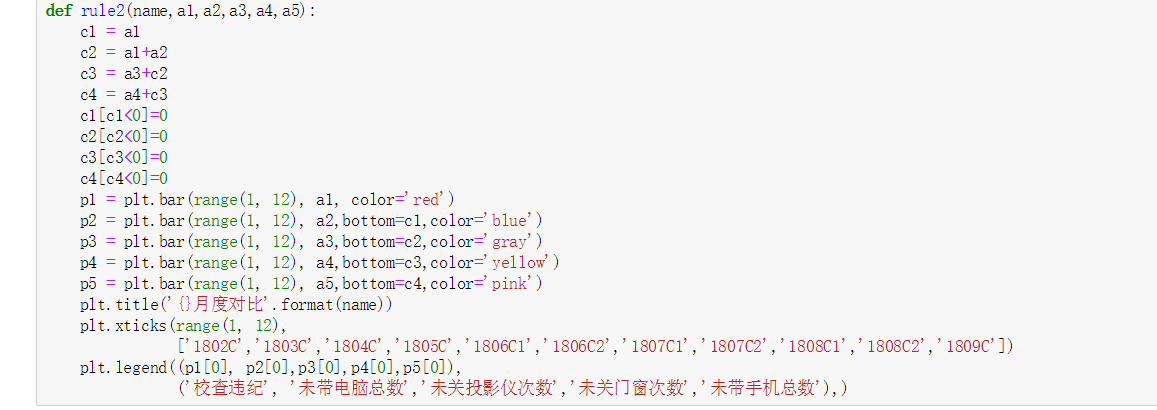 def rule2(name,a1,a2,a3,a4,a5):
    c1 = a1
    c2 = a1+a2
    c3 = a3+c2
    c4 = a4+c3
    c1[c1<0]=0
    c2[c2<0]=0
    c3[c3<0]=0
    c4[c4<0]=0
    p1 = plt.bar(range(1, 12), a1, color='red')
    p2 = plt.bar(range(1, 12), a2,bottom=c1,color='blue')
    p3 = plt.bar(range(1, 12), a3,bottom=c2,color='gray')
    p4 = plt.bar(range(1, 12), a4,bottom=c3,color='yellow')
    p5 = plt.bar(range(1, 12), a5,bottom=c4,color='pink')
    plt.title('{}月度对比'.format(name))
    plt.xticks(range(1, 12),
               ['1802C','1803C','1804C','1805C','1806C1','1806C2','1807C1','1807C2','1808C1','1808C2','1809C'])
    plt.legend((p1[0], p2[0],p3[0],p4[0],p5[0]),
               ('校查违纪', '未带电脑总数','未关投影仪次数','未关门窗次数','未带手机总数'),)